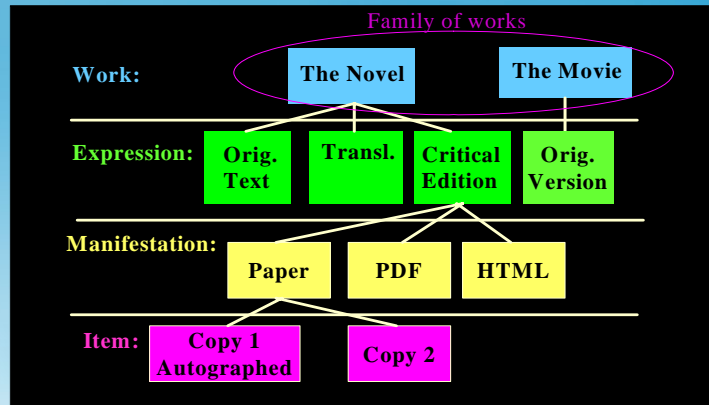 Family of works
Work:
The Novel
The Movie
Expression:
Orig.
Text
Transl.
Critical
Edition
Orig.
Version
Manifestation:
Paper
PDF
HTML
Item:
Copy 1
Autographed
Copy 2